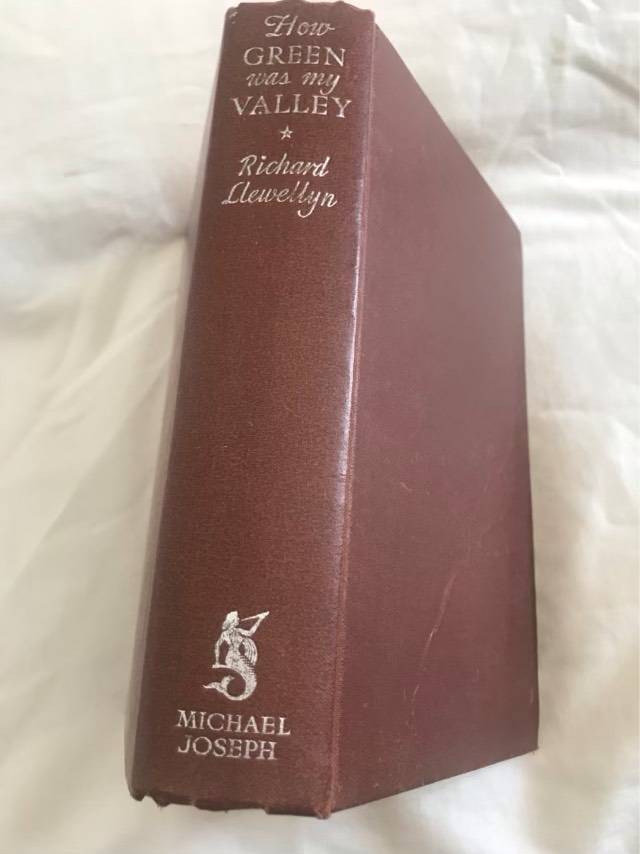 How
GREEN
was my
VALLEY
Richard
Llewellyn
MICHAEL
JOSEPH